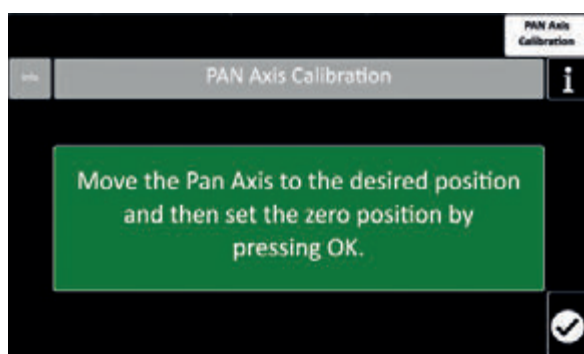 PAN Axis
Calibration
Info
PAN Axis Calibration
i
Move the Pan Axis to the desired position
and then set the zero position by
pressing OK.